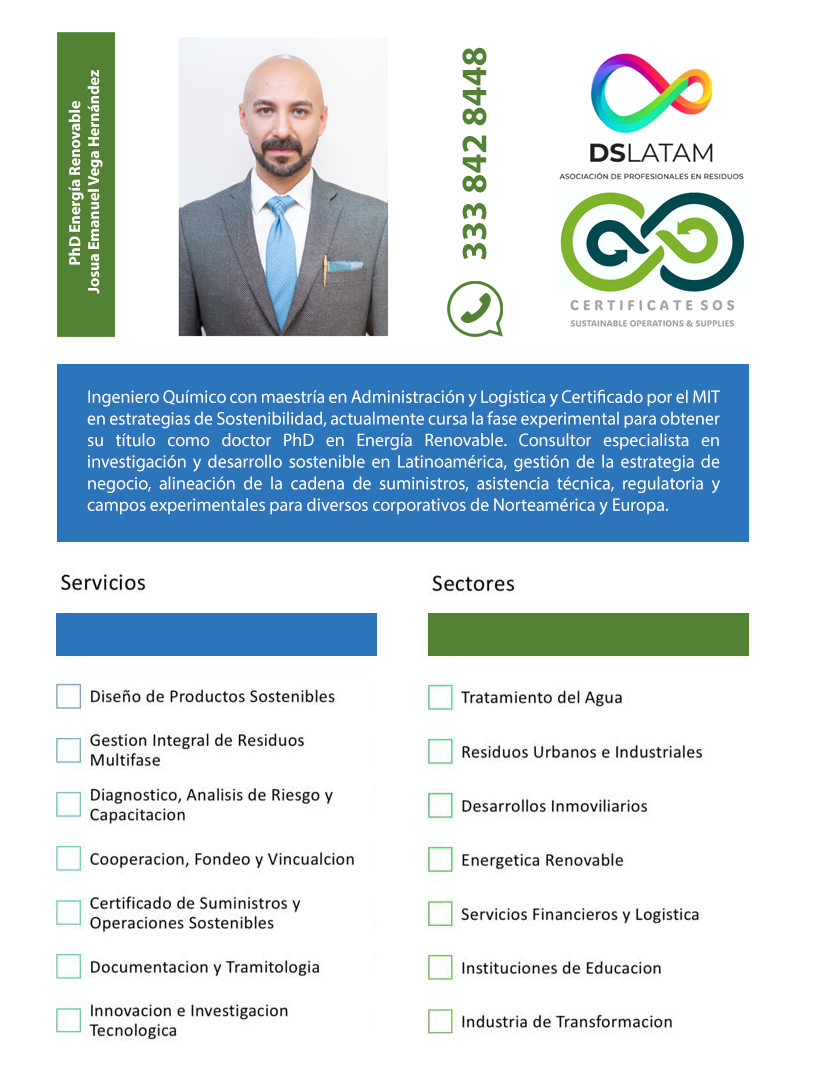 PhD Energía Renovable
Josua Emanuel Vega Hernández
333 842 8448
DSLATAM
ASOCIACIÓN DE PROFESIONALES EN RESIDUOS
CERTIFICATE SOS
SUSTAINABLE OPERATIONS & SUPPLIES
Ingeniero Químico con maestría en Administración y Logística y Certificado por el MIT
en estrategias de Sostenibilidad, actualmente cursa la fase experimental para obtener
su título como doctor PhD en Energía Renovable. Consultor especialista en
investigación y desarrollo sostenible en Latinoamérica, gestión de la estrategia de
negocio, alineación de la cadena de suministros, asistencia técnica, regulatoria y
campos experimentales para diversos corporativos de Norteamérica y Europa.
Servicios
Diseño de Productos Sostenibles
Gestion Integral de Residuos
Multifase
Diagnostico, Analisis de Riesgo y
Capacitacion
Cooperacion, Fondeo y Vincualcion
Certificado de Suministros y
Operaciones Sostenibles
Documentacion y Tramitologia
Innovacion e Investigacion
Tecnologica
Sectores
Tratamiento del Agua
Residuos Urbanos e Industriales
Desarrollos Inmoviliarios
Energetica Renovable
Servicios Financieros y Logistica
Instituciones de Educacion
Industria de Transformacion